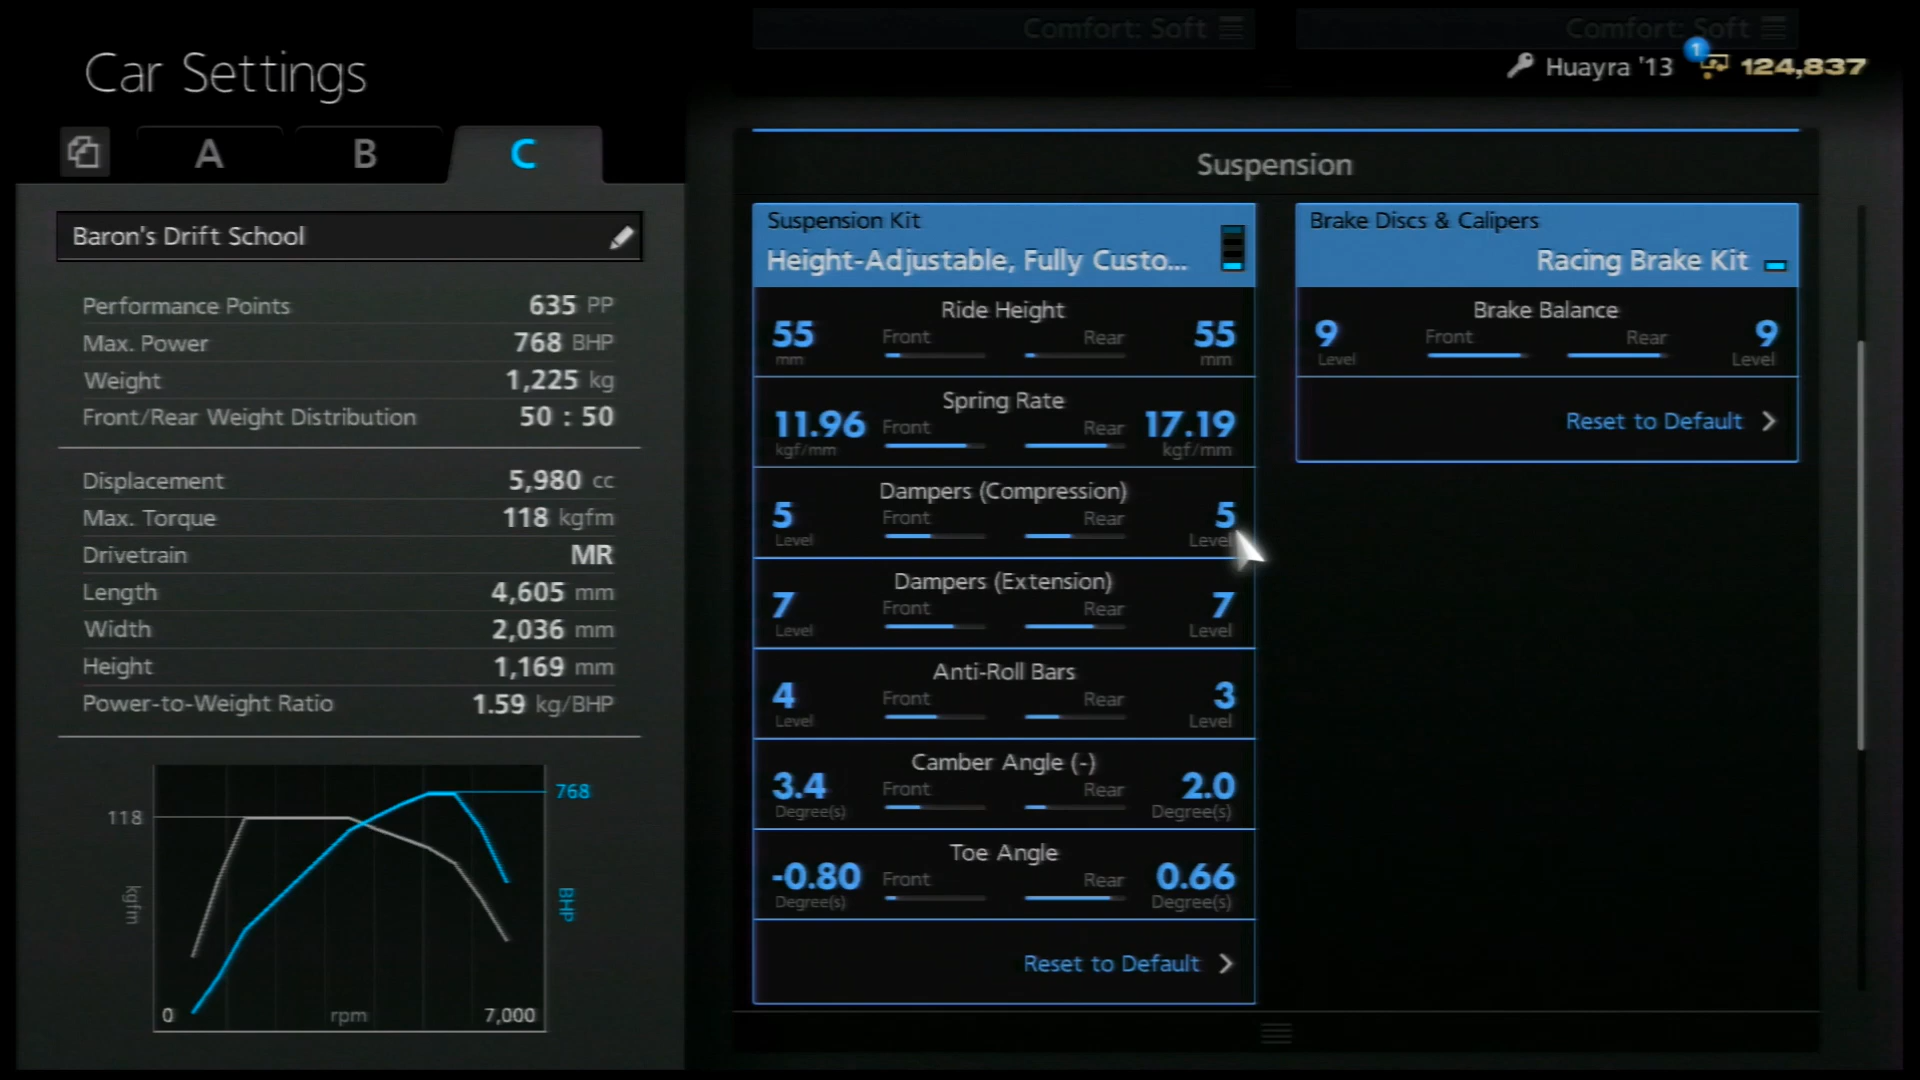 Comfort: Soft
Comfort: Soft
Car Settings
Huayra '13
1
124,837
A
B
C
Suspension
Baron's Drift School
Performance Points 635 PP
Max. Power 768 BHP
Weight 1,225 kg
Front/Rear Weight Distribution 50 : 50
Displacement 5,980 cc
Max. Torque 118 kgfm
Drivetrain MR
Length 4,605 mm
Width 2,036 mm
Height 1,169 mm
Power-to-Weight Ratio 1.59 kg/BHP
118
768
kgfm
BHP
0 rpm 7,000
Suspension Kit
Height-Adjustable, Fully Custo...
Ride Height
55 Front Rear 55
mm mm
Spring Rate
11.96 Front Rear 17.19
kgf/mm kgf/mm
Dampers (Compression)
5 Front Rear 5
Level Level
Dampers (Extension)
7 Front Rear 7
Level Level
Anti-Roll Bars
4 Front Rear 3
Level Level
Camber Angle (-)
3.4 Front Rear 2.0
Degree(s) Degree(s)
Toe Angle
-0.80 Front Rear 0.66
Degree(s) Degree(s)
Reset to Default
Brake Discs & Calipers
Racing Brake Kit
Brake Balance
9 Front Rear 9
Level Level
Reset to Default